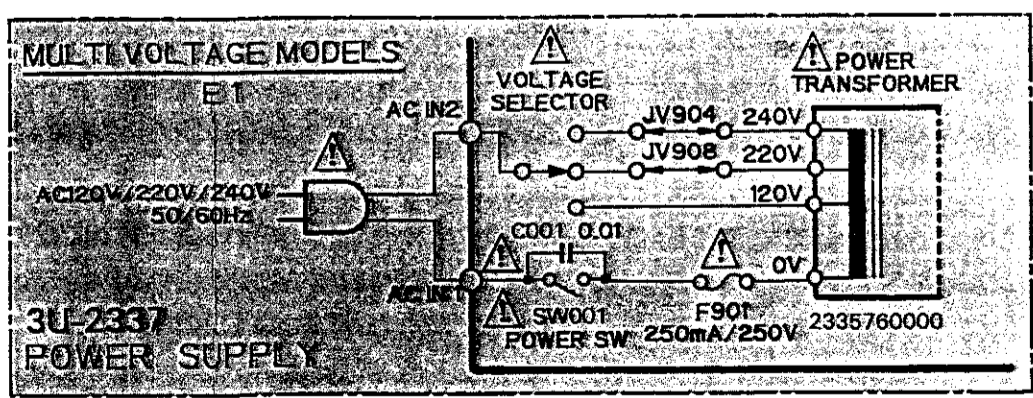 MULTI VOLTAGE MODELS
E1
VOLTAGE
SELECTOR
POWER
TRANSFORMER
AC IN2
JV904
240V
JV908
220V
120V
AC120V/220V/240V
50/60Hz
C001 0.01
0V
AC IN1
SW001
POWER SW
F901
250mA/250V
2335760000
3U-2337
POWER SUPPLY